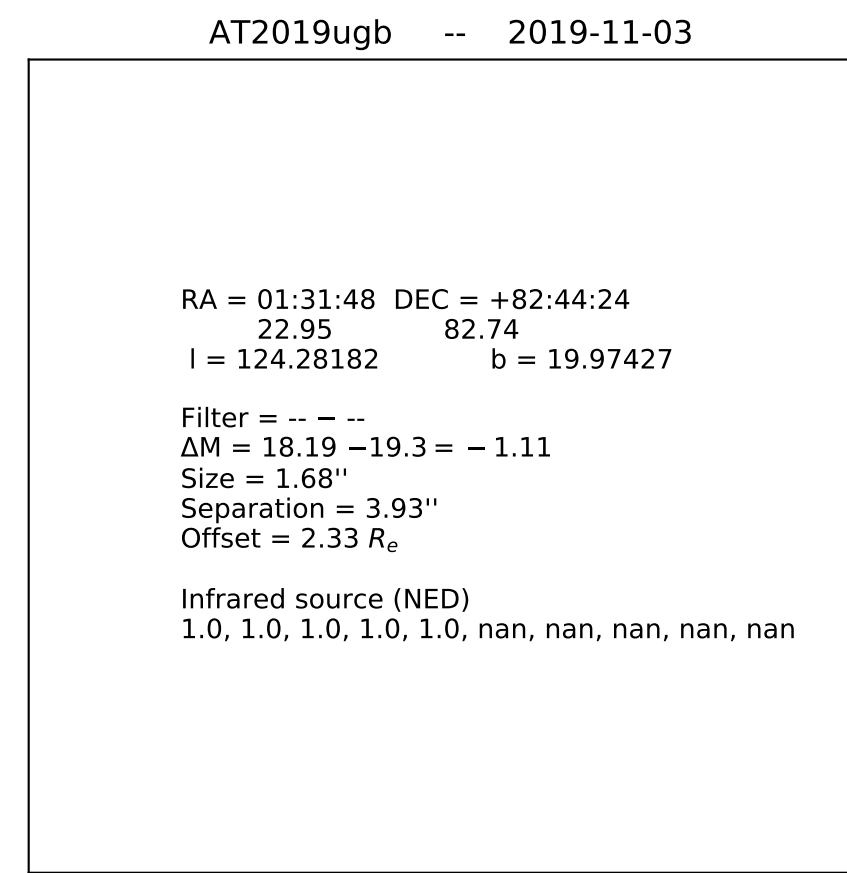 AT2019ugb -- 2019-11-03
RA = 01:31:48 DEC = +82:44:24
22.95 82.74
l = 124.28182 b = 19.97427
Filter = -- − --
ΔM = 18.19 −19.3 = − 1.11
Size = 1.68''
Separation = 3.93''
Offset = 2.33 Rₑ
Infrared source (NED)
1.0, 1.0, 1.0, 1.0, 1.0, nan, nan, nan, nan, nan